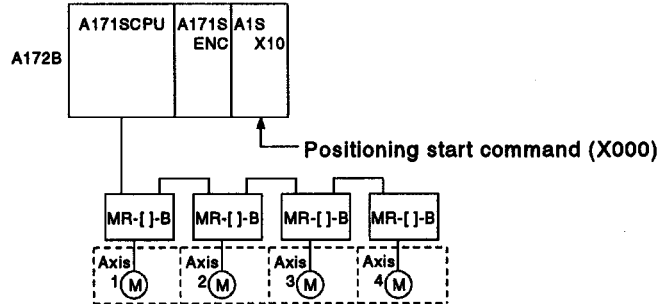 A171SCPU A171S A1S
ENC X10
A172B
Positioning start command (X000)
MR-[ ]-B MR-[ ]-B MR-[ ]-B MR-[ ]-B
Axis Axis Axis Axis
1 M 2 M 3 M 4 M